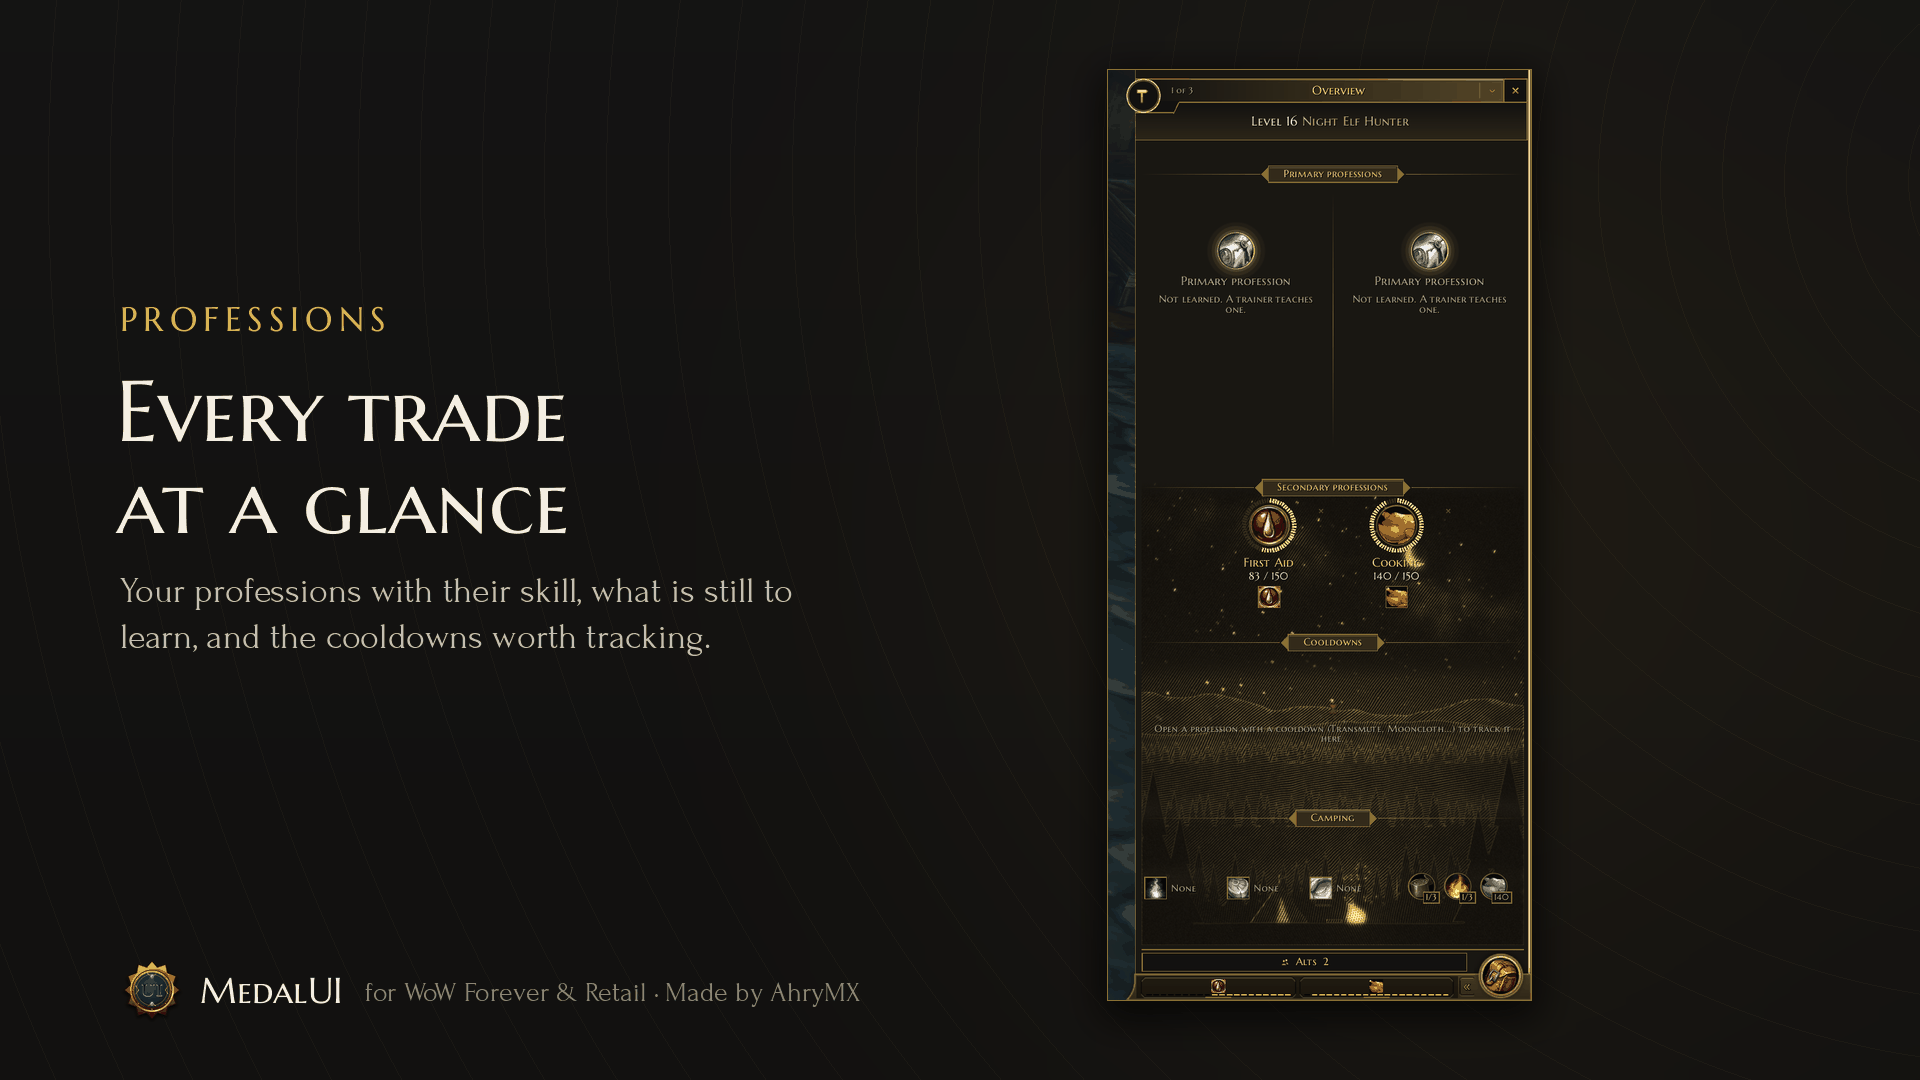 PROFESSIONS
Every trade
at a glance
Your professions with their skill, what is still to
learn, and the cooldowns worth tracking.
MedalUI for WoW Forever & Retail · Made by AhryMX
1 of 3
Overview
Level 16 Night Elf Hunter
Primary professions
Primary profession
Not learned. A trainer teaches
one.
Primary profession
Not learned. A trainer teaches
one.
Secondary professions
First Aid
83 / 150
Cooking
140 / 150
Cooldowns
Open a profession with a cooldown (Transmute, Mooncloth...) to track it
here.
Camping
None
None
None
1/3
1/3
140
Alts 2